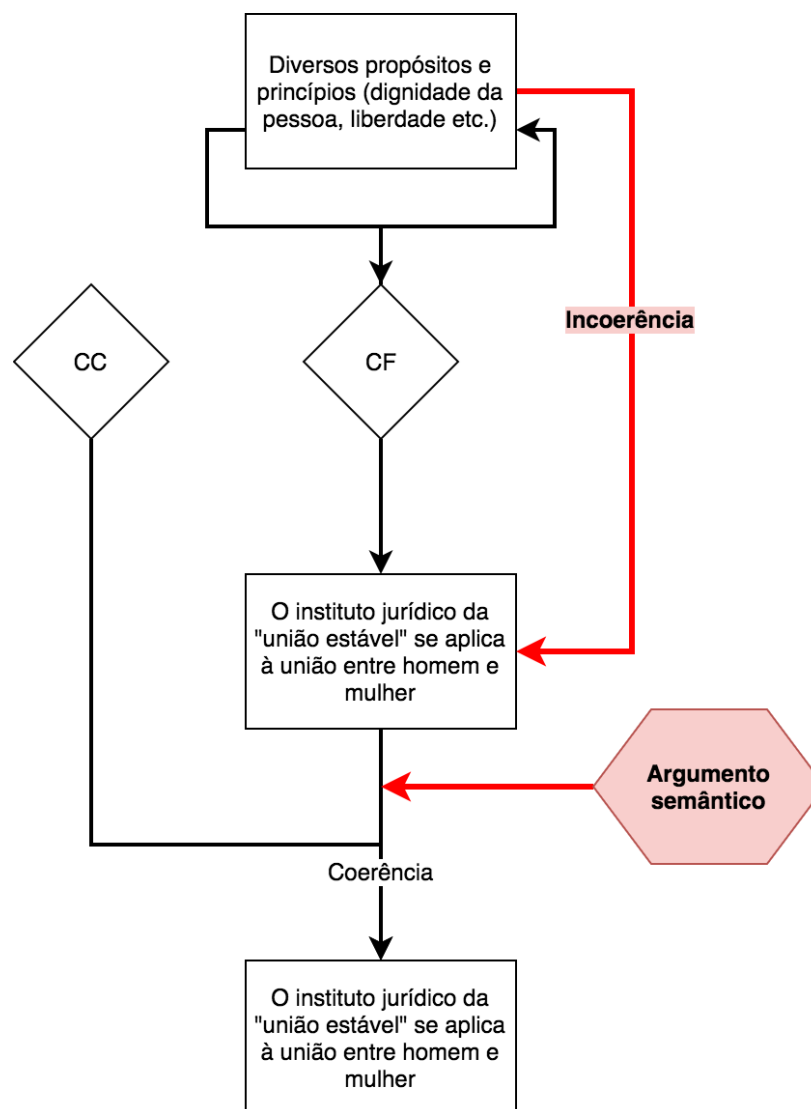 Diversos propósitos e
princípios (dignidade da
pessoa, liberdade etc.)
Incoerência
CC
CF
O instituto jurídico da
"união estável" se aplica
à união entre homem e
mulher
Argumento
semântico
Coerência
O instituto jurídico da
"união estável" se aplica
à união entre homem e
mulher